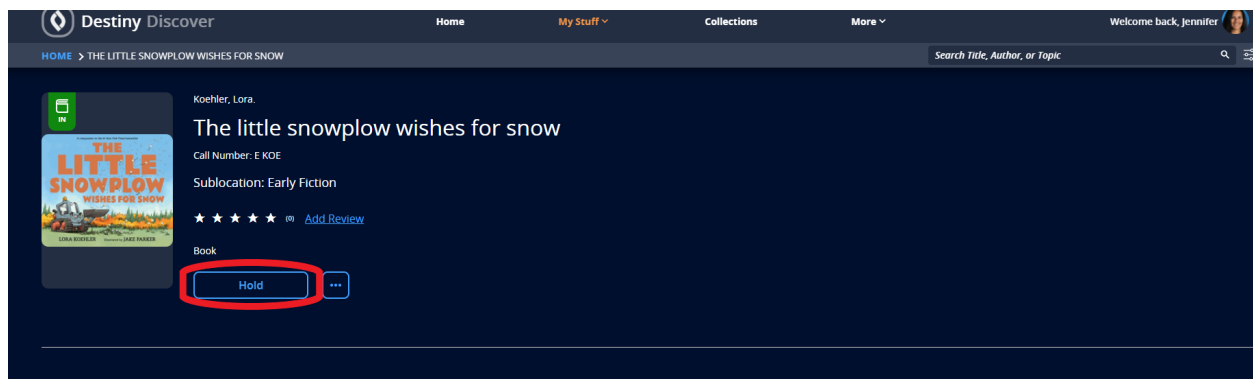 Destiny Discover
Home
My Stuff
Collections
More
Welcome back, Jennifer
HOME > THE LITTLE SNOWPLOW WISHES FOR SNOW
Search Title, Author, or Topic
IN
THE
LITTLE
SNOWPLOW
WISHES FOR SNOW
LORA KOEHLER
JAKE PARKER
Koehler, Lora.
The little snowplow wishes for snow
Call Number: E KOE
Sublocation: Early Fiction
(0) Add Review
Book
Hold
...